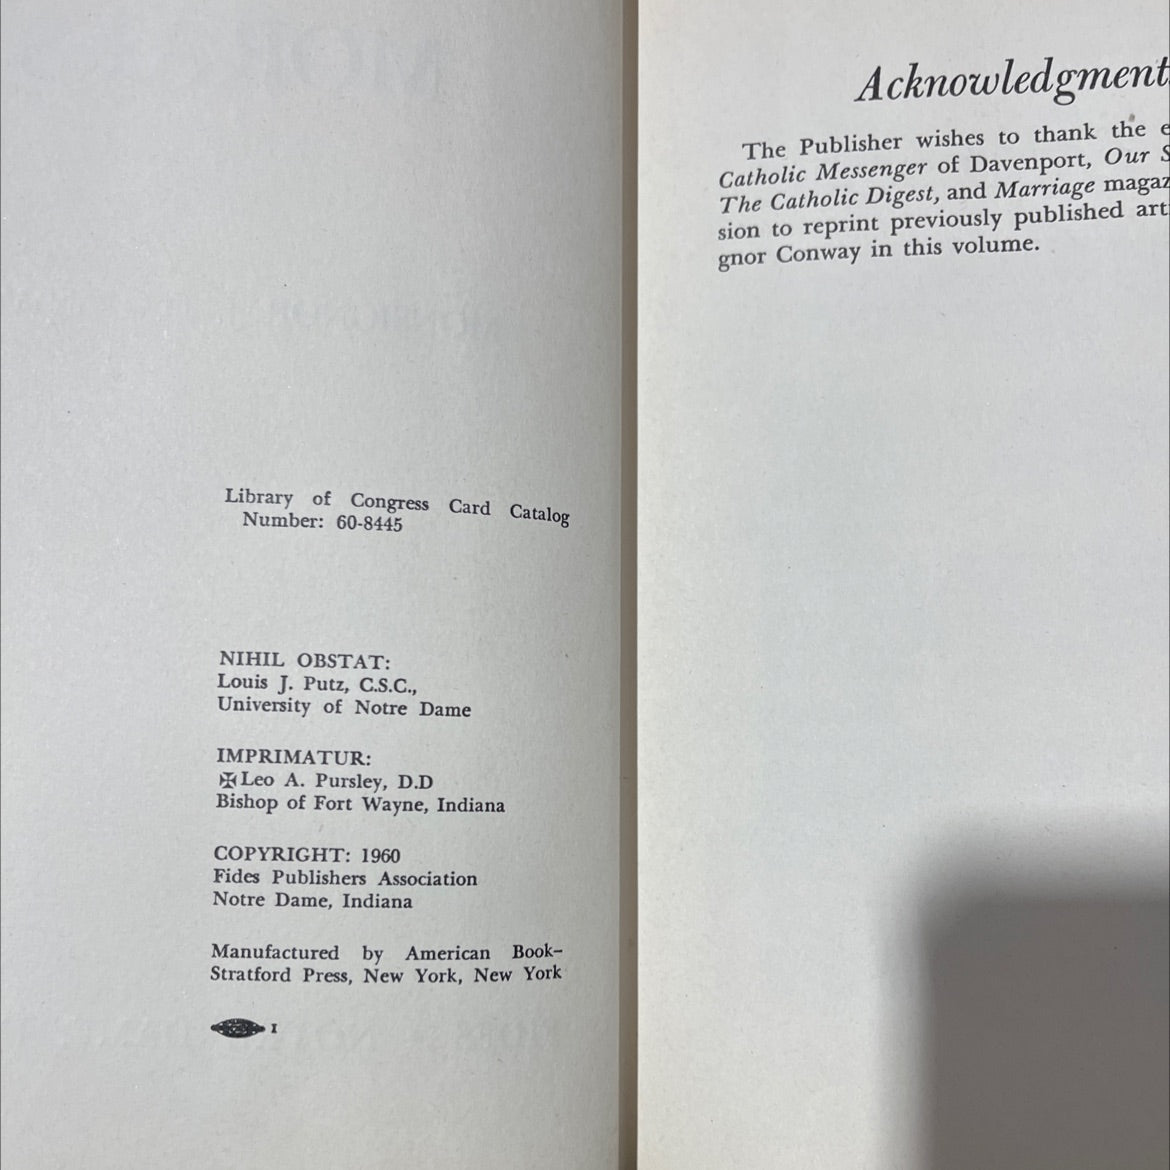 Library of Congress Card Catalog
Number: 60-8445
NIHIL OBSTAT:
Louis J. Putz, C.S.C.,
University of Notre Dame
IMPRIMATUR:
✠Leo A. Pursley, D.D
Bishop of Fort Wayne, Indiana
COPYRIGHT: 1960
Fides Publishers Association
Notre Dame, Indiana
Manufactured by American Book–
Stratford Press, New York, New York
I
Acknowledgment
The Publisher wishes to thank the e
Catholic Messenger of Davenport, Our S
The Catholic Digest, and Marriage magaz
sion to reprint previously published art
gnor Conway in this volume.